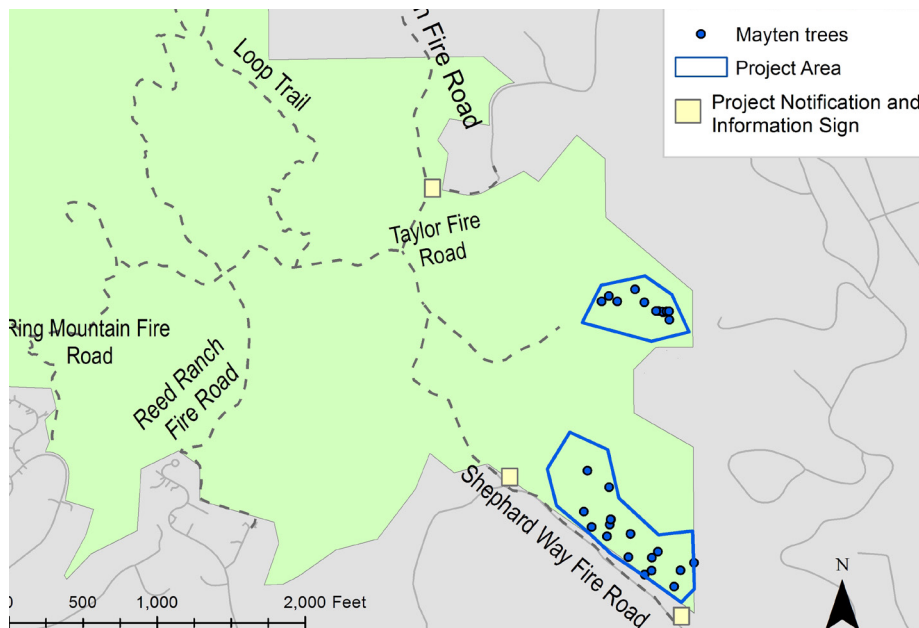 Mayten trees
Project Area
Project Notification and
Information Sign
Loop Trail
Fire Road
Taylor Fire
Road
Ring Mountain Fire
Road
Reed Ranch
Fire Road
Shephard Way Fire Road
N
500
1,000
2,000 Feet